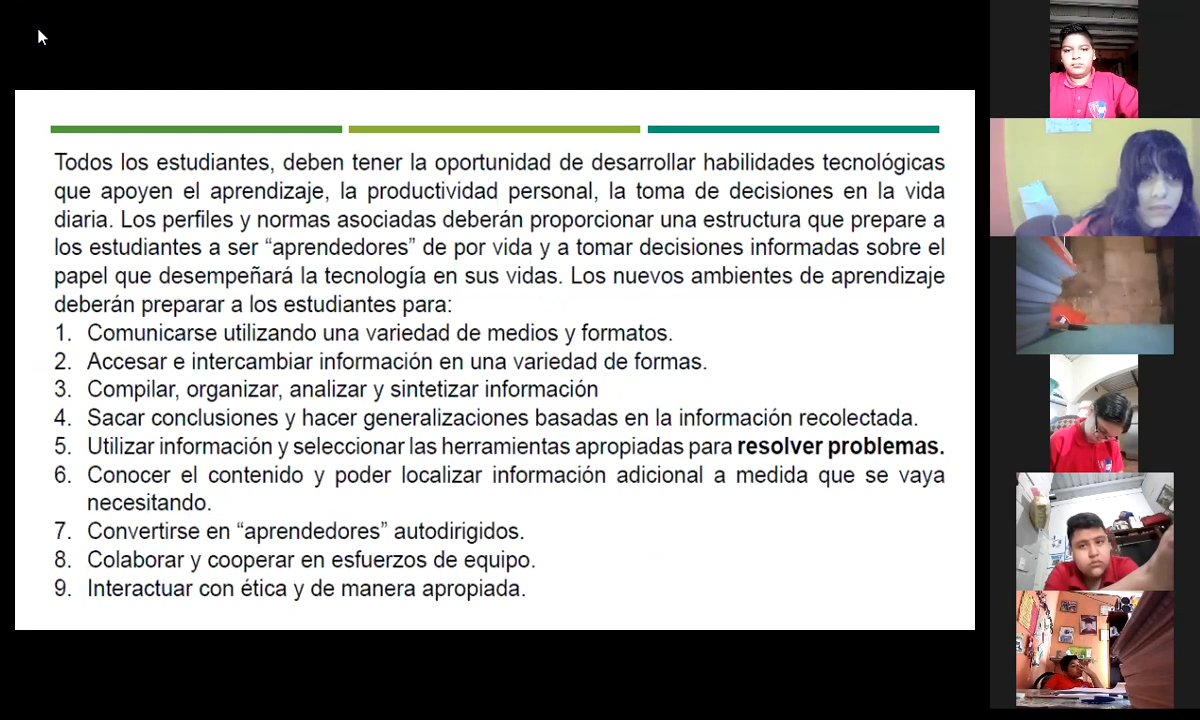 Todos los estudiantes, deben tener la oportunidad de desarrollar habilidades tecnológicas
que apoyen el aprendizaje, la productividad personal, la toma de decisiones en la vida
diaria. Los perfiles y normas asociadas deberán proporcionar una estructura que prepare a
los estudiantes a ser “aprendedores” de por vida y a tomar decisiones informadas sobre el
papel que desempeñará la tecnología en sus vidas. Los nuevos ambientes de aprendizaje
deberán preparar a los estudiantes para:
1. Comunicarse utilizando una variedad de medios y formatos.
2. Accesar e intercambiar información en una variedad de formas.
3. Compilar, organizar, analizar y sintetizar información
4. Sacar conclusiones y hacer generalizaciones basadas en la información recolectada.
5. Utilizar información y seleccionar las herramientas apropiadas para resolver problemas.
6. Conocer el contenido y poder localizar información adicional a medida que se vaya
necesitando.
7. Convertirse en “aprendedores” autodirigidos.
8. Colaborar y cooperar en esfuerzos de equipo.
9. Interactuar con ética y de manera apropiada.